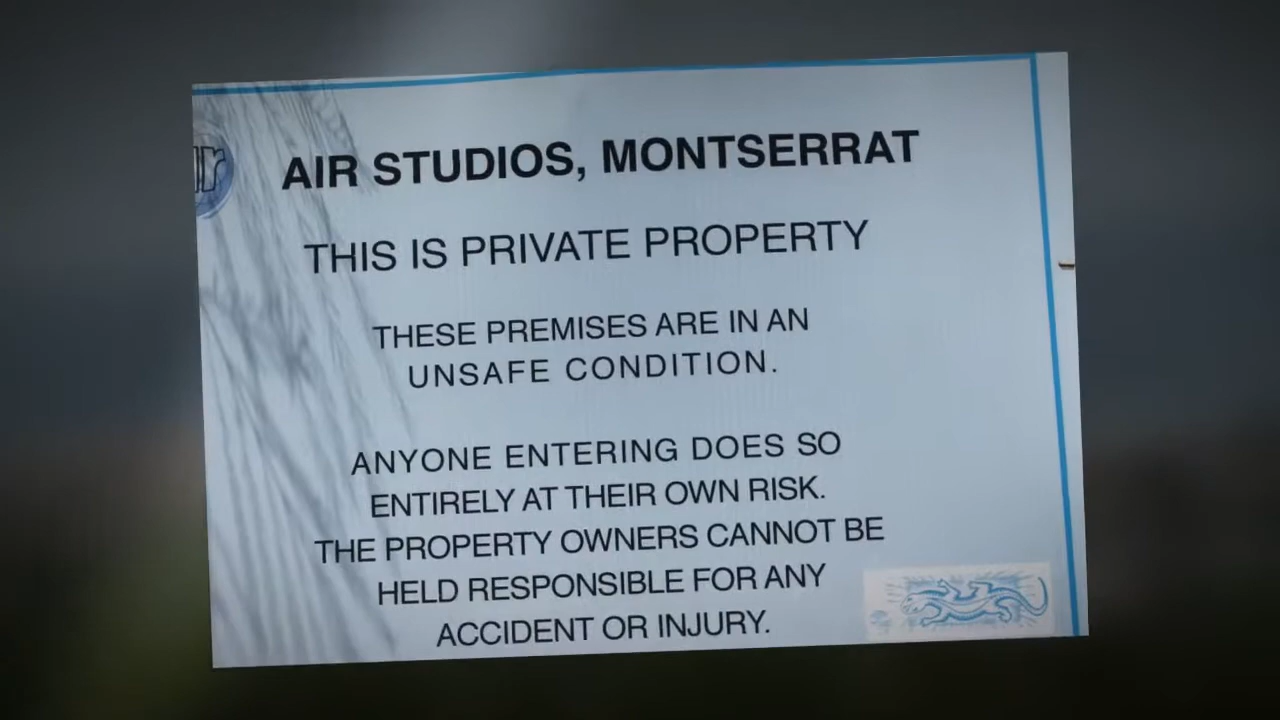 AIR STUDIOS, MONTSERRAT
THIS IS PRIVATE PROPERTY
THESE PREMISES ARE IN AN
UNSAFE CONDITION.
ANYONE ENTERING DOES SO
ENTIRELY AT THEIR OWN RISK.
THE PROPERTY OWNERS CANNOT BE
HELD RESPONSIBLE FOR ANY
ACCIDENT OR INJURY.